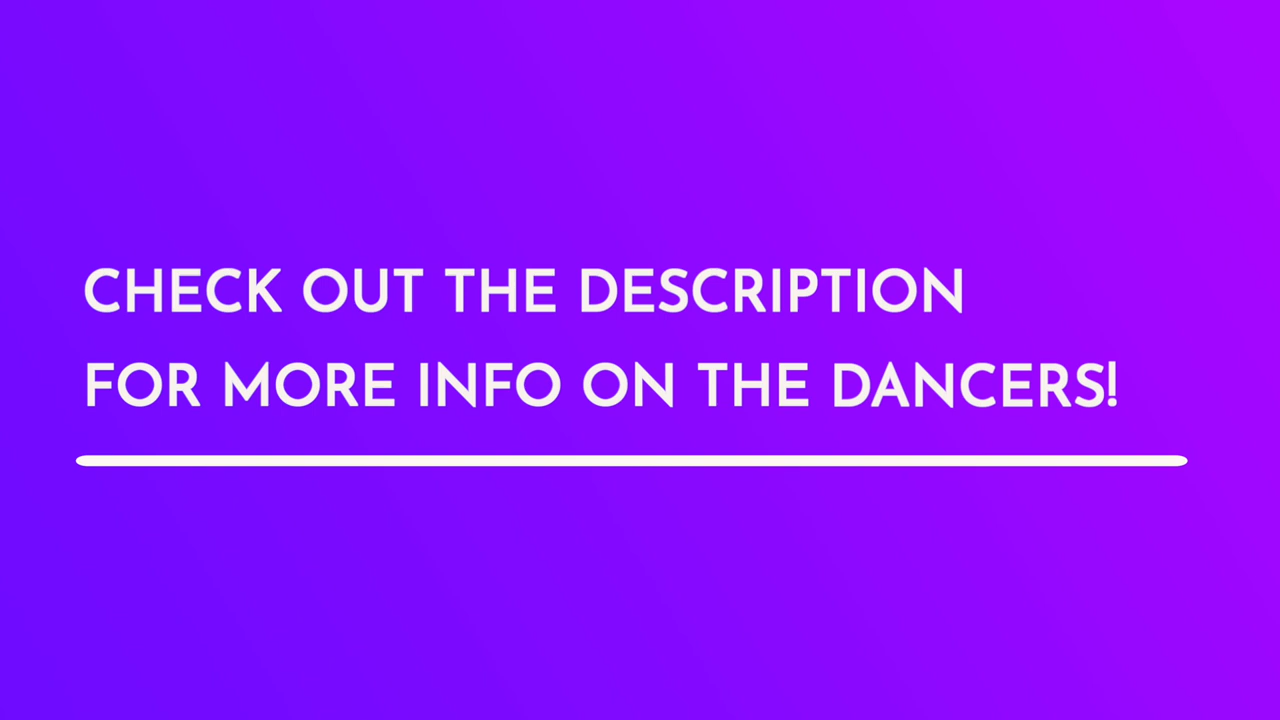 CHECK OUT THE DESCRIPTION
FOR MORE INFO ON THE DANCERS!